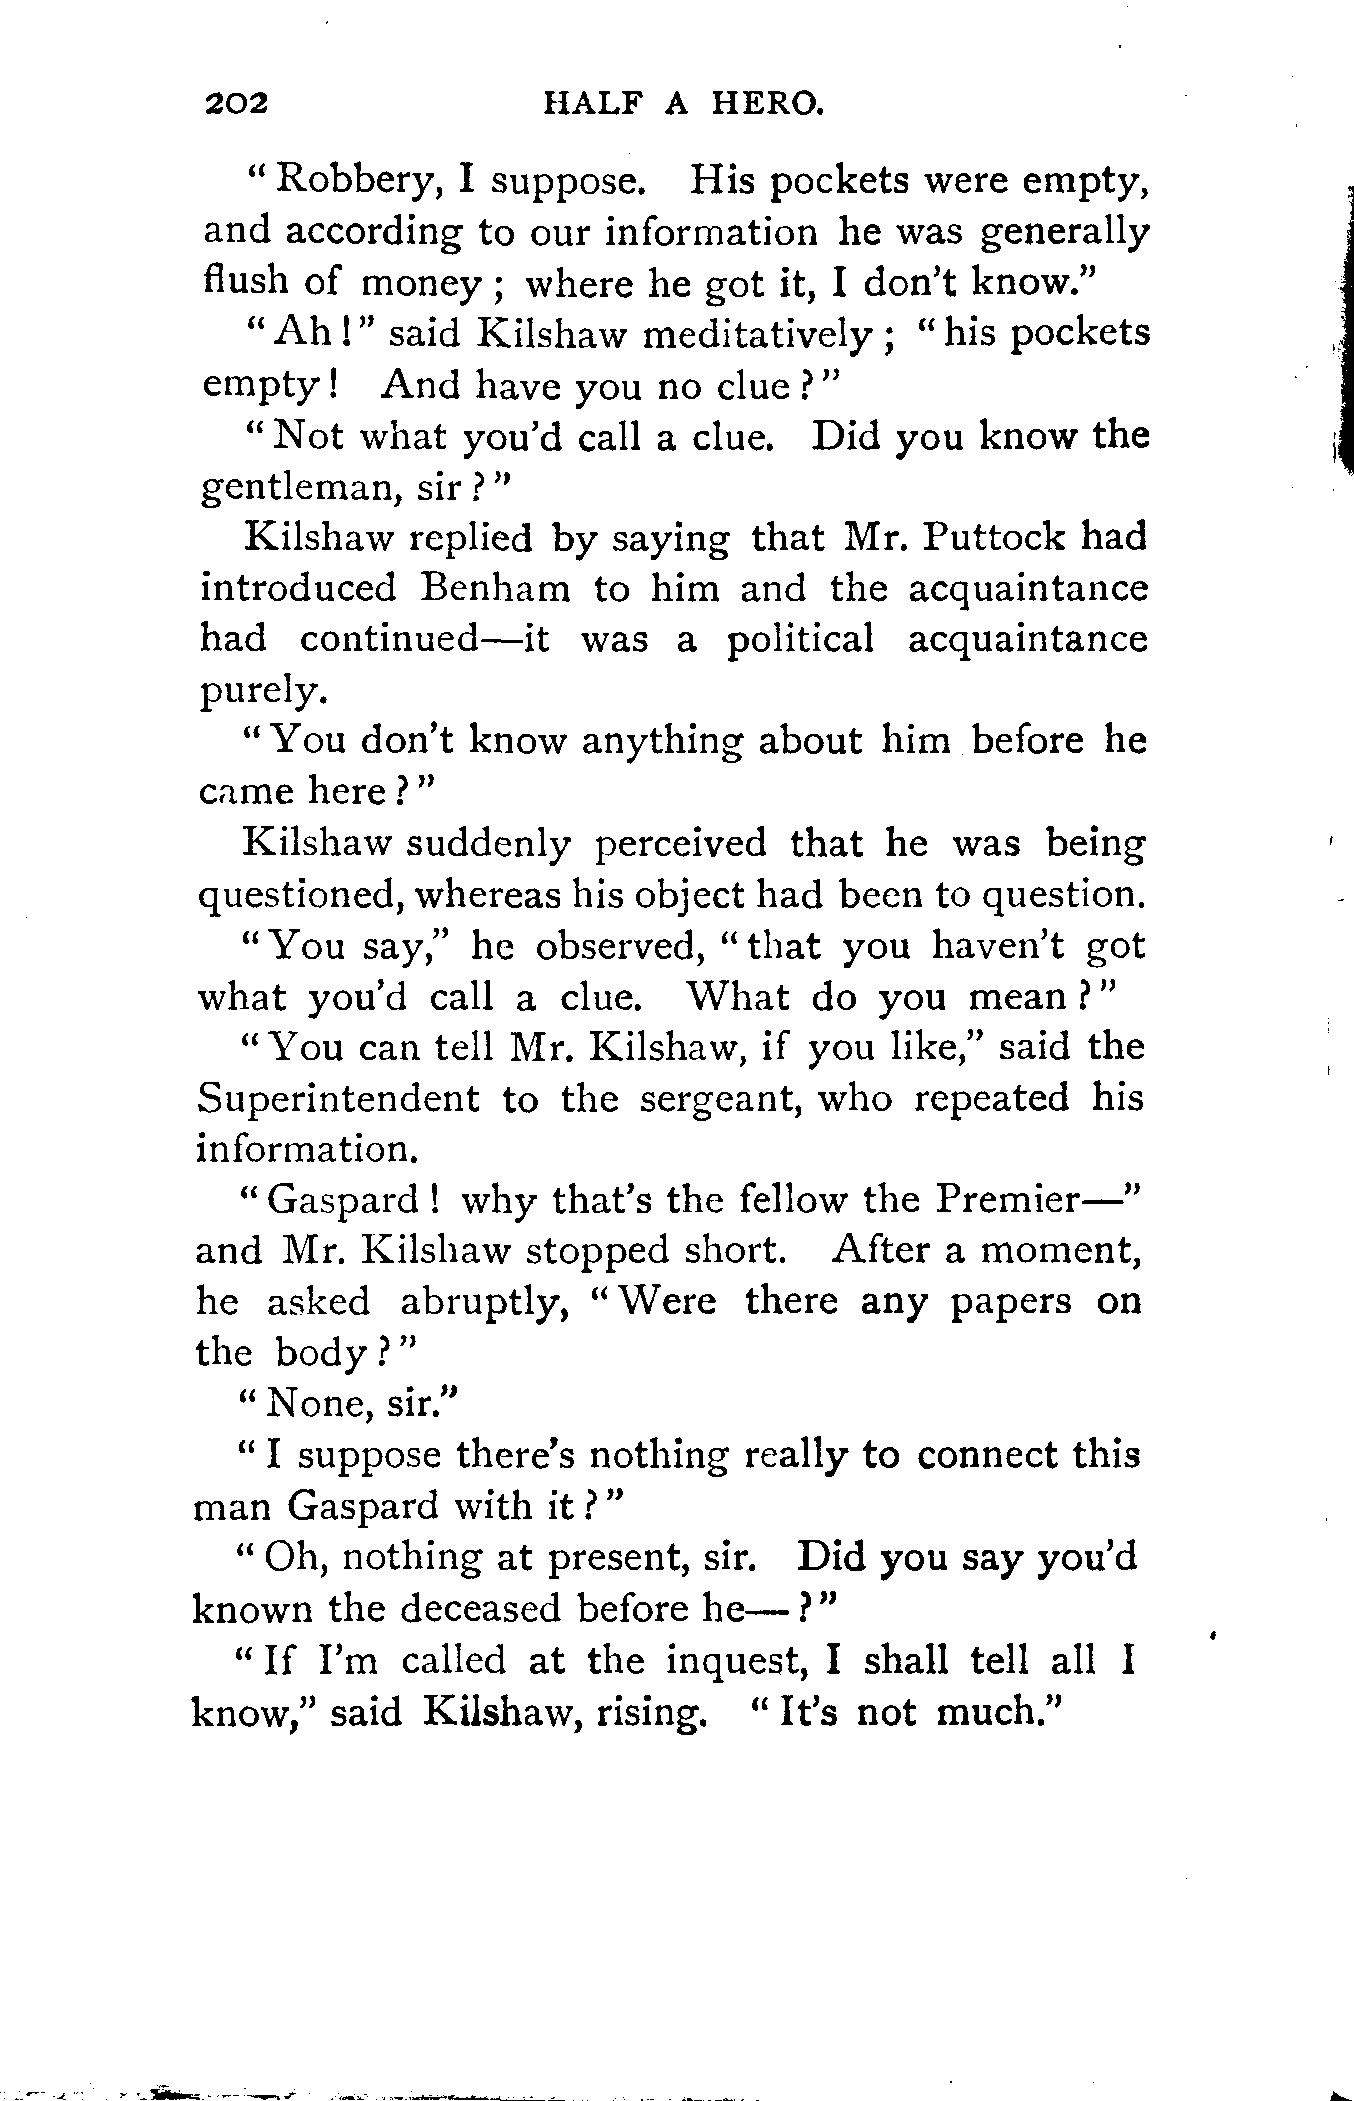 202 HALF A HERO.
“ Robbery, I suppose. His pockets were empty,
and according to our information he was generally
flush of money ; where he got it, I don’t know.”
“ Ah ! ” said Kilshaw meditatively ; “ his pockets
empty ! And have you no clue ? ”
“ Not what you’d call a clue. Did you know the
gentleman, sir ? ”
Kilshaw replied by saying that Mr. Puttock had
introduced Benham to him and the acquaintance
had continued—it was a political acquaintance
purely.
“ You don’t know anything about him before he
came here ? ”
Kilshaw suddenly perceived that he was being
questioned, whereas his object had been to question.
“ You say,” he observed, “ that you haven’t got
what you’d call a clue. What do you mean ? ”
“ You can tell Mr. Kilshaw, if you like,” said the
Superintendent to the sergeant, who repeated his
information.
“ Gaspard ! why that’s the fellow the Premier—”
and Mr. Kilshaw stopped short. After a moment,
he asked abruptly, “ Were there any papers on
the body ? ”
“ None, sir.”
“ I suppose there’s nothing really to connect this
man Gaspard with it ? ”
“ Oh, nothing at present, sir. Did you say you’d
known the deceased before he— ? ”
“ If I’m called at the inquest, I shall tell all I
know,” said Kilshaw, rising. “ It’s not much.”